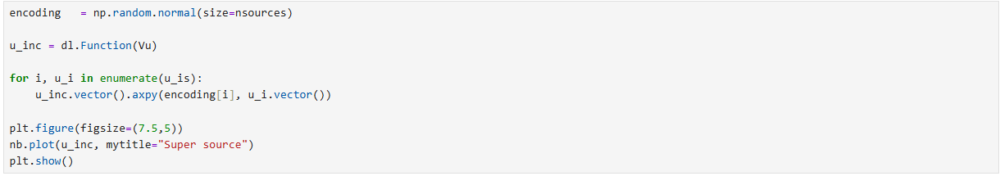 encoding   = np.random.normal(size=nsources)
u_inc = dl.Function(Vu)
for i, u_i in enumerate(u_is):
    u_inc.vector().axpy(encoding[i], u_i.vector())
plt.figure(figsize=(7.5,5))
nb.plot(u_inc, mytitle="Super source")
plt.show()